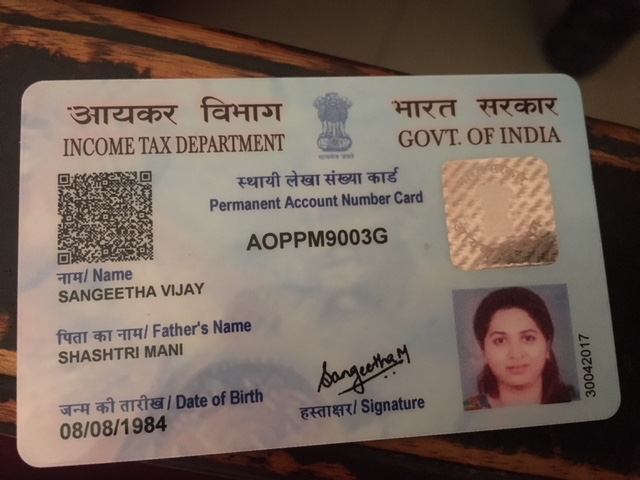 आयकर विभाग
INCOME TAX DEPARTMENT
भारत सरकार
GOVT. OF INDIA
स्थायी लेखा संख्या कार्ड
Permanent Account Number Card
AOPPM9003G
नाम / Name
SANGEETHA VIJAY
पिता का नाम / Father's Name
SHASHTRI MANI
जन्म की तारीख / Date of Birth
08/08/1984
SangeethaM
हस्ताक्षर / Signature
30042017